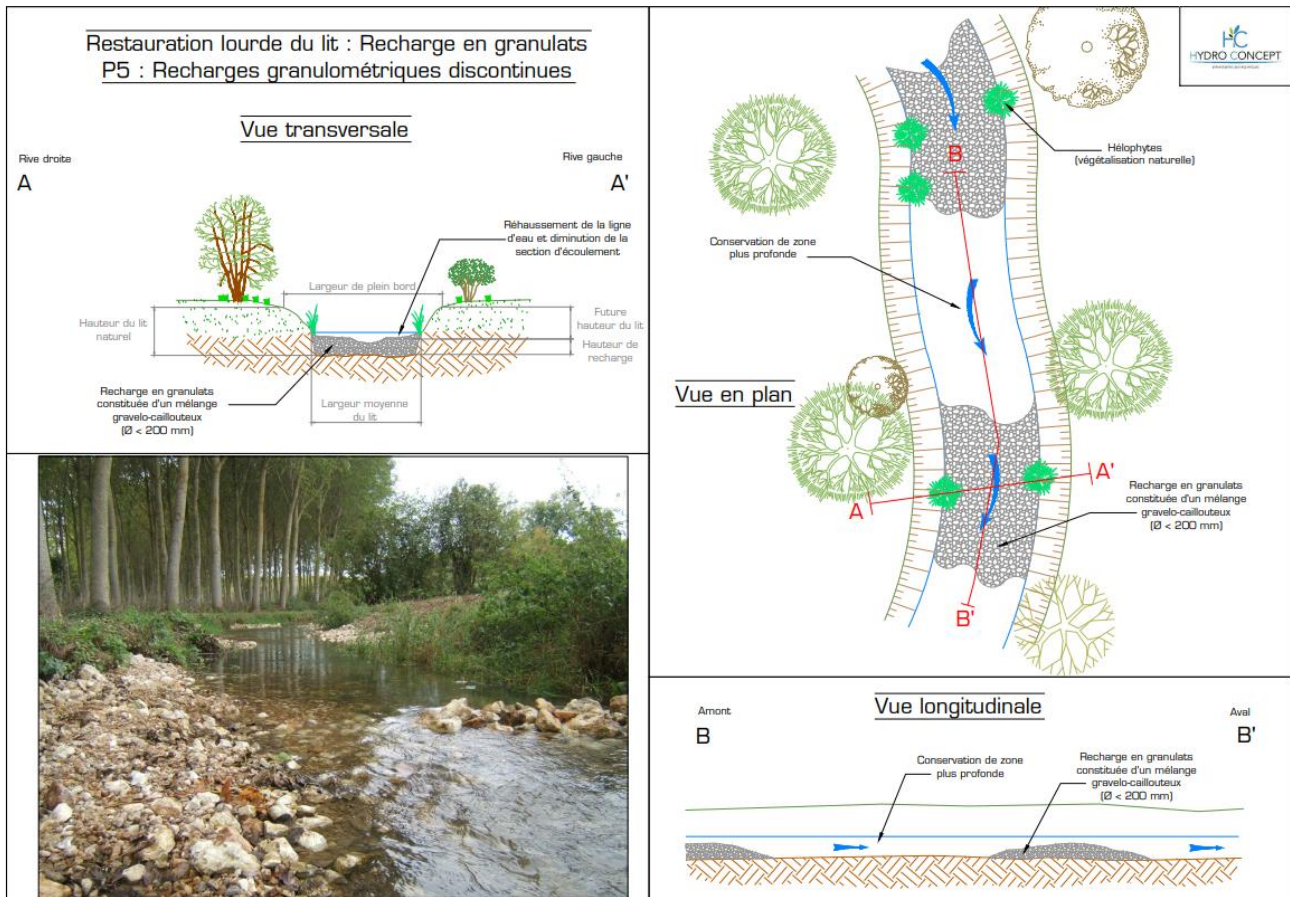 Restauration lourde du lit : Recharge en granulats
P5 : Recharges granulométriques discontinues
Vue transversale
Rive droite
Rive gauche
A
A'
Réhaussement de la ligne
d'eau et diminution de la
section d'écoulement
Largeur de plein bord
Hauteur du lit
naturel
Future
hauteur du lit
Hauteur de
recharge
Recharge en granulats
constituée d'un mélange
gravelo-caillouteux
(Ø < 200 mm)
Largeur moyenne
du lit
HC
HYDRO CONCEPT
Hélophytes
(végétalisation naturelle)
B
Conservation de zone
plus profonde
Vue en plan
A
A'
Recharge en granulats
constituée d'un mélange
gravelo-caillouteux
(Ø < 200 mm)
B'
Vue longitudinale
Amont
B
Aval
B'
Conservation de zone
plus profonde
Recharge en granulats
constituée d'un mélange
gravelo-caillouteux
(Ø < 200 mm)